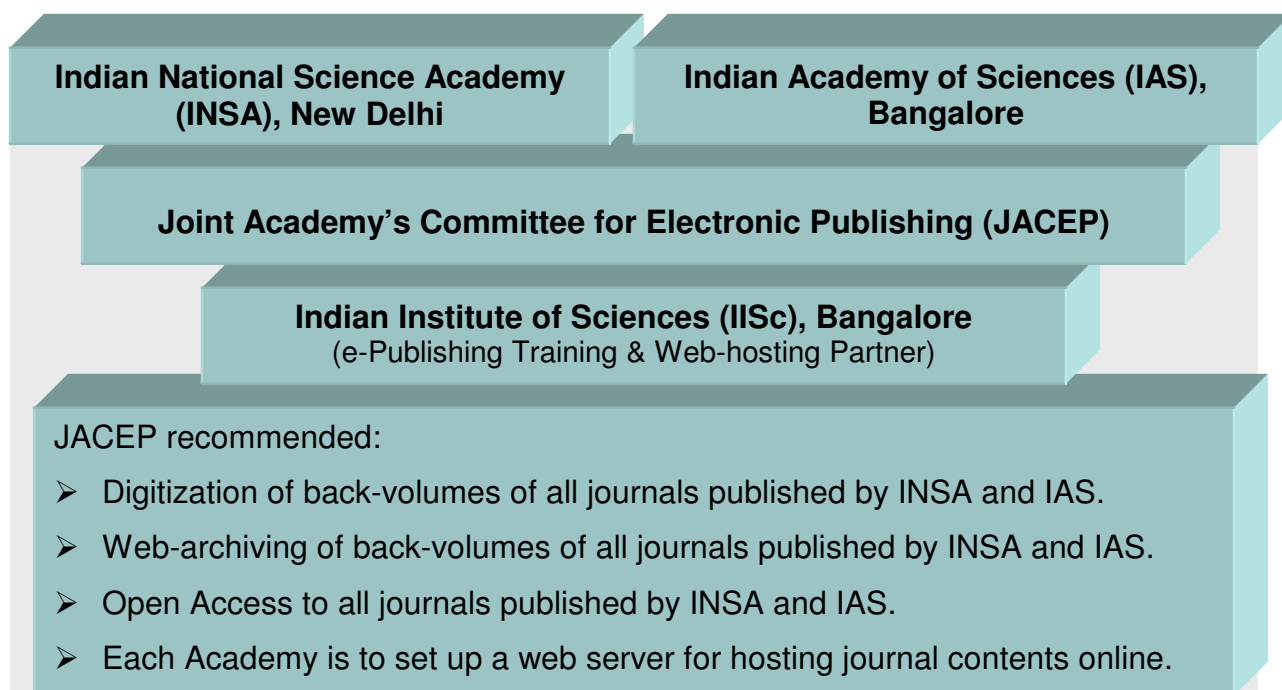 Indian National Science Academy
(INSA), New Delhi
Indian Academy of Sciences (IAS),
Bangalore
Joint Academy’s Committee for Electronic Publishing (JACEP)
Indian Institute of Sciences (IISc), Bangalore
(e-Publishing Training & Web-hosting Partner)
JACEP recommended:
➢ Digitization of back-volumes of all journals published by INSA and IAS.
➢ Web-archiving of back-volumes of all journals published by INSA and IAS.
➢ Open Access to all journals published by INSA and IAS.
➢ Each Academy is to set up a web server for hosting journal contents online.